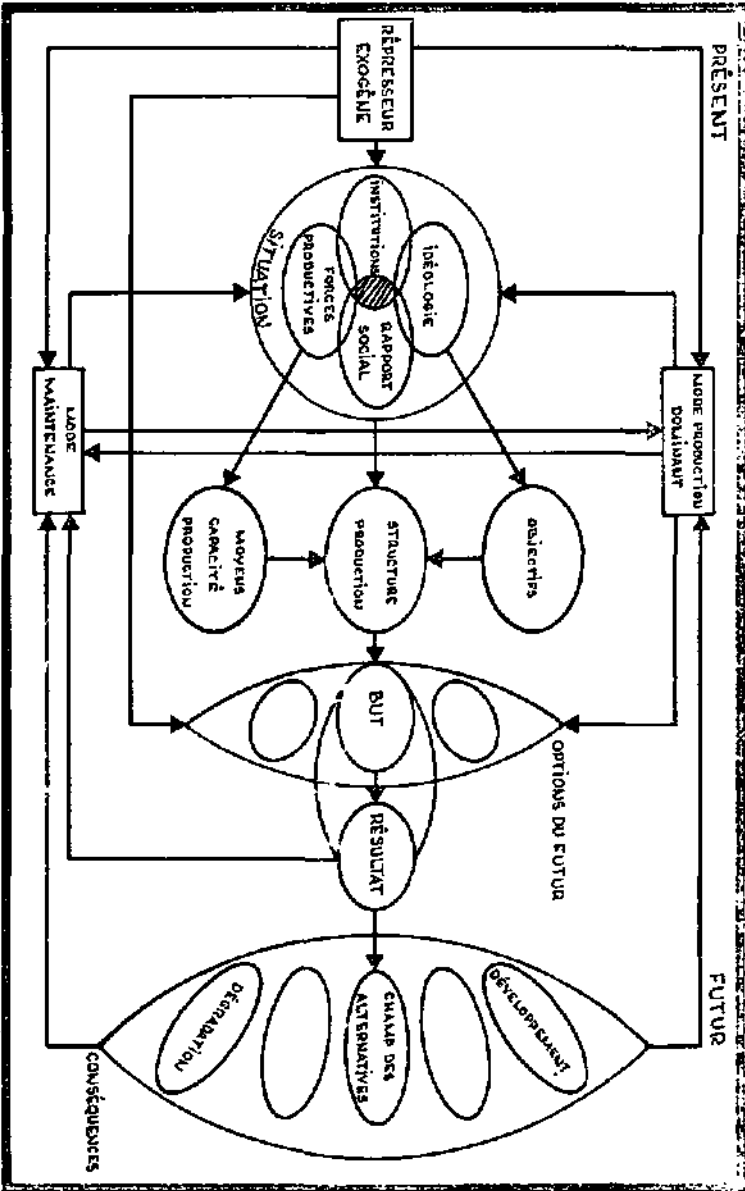 PRÉSENT
FUTUR
RÉPRESSEUR
EXOGÈNE
MODE PRODUCTION
DOMINANT
IDÉOLOGIE
INSTITUTIONS
RAPPORT
SOCIAL
FORCES
PRODUCTIVES
SITUATION
MODE
MAINTENANCE
OBJECTIFS
STRUCTURE
PRODUCTION
MOYENS
CAPACITÉ
PRODUCTION
OPTIONS DU FUTUR
BUT
RÉSULTAT
DÉVELOPPEMENT
CHAMP DES
ALTERNATIVES
DÉGRADATION
CONSÉQUENCES